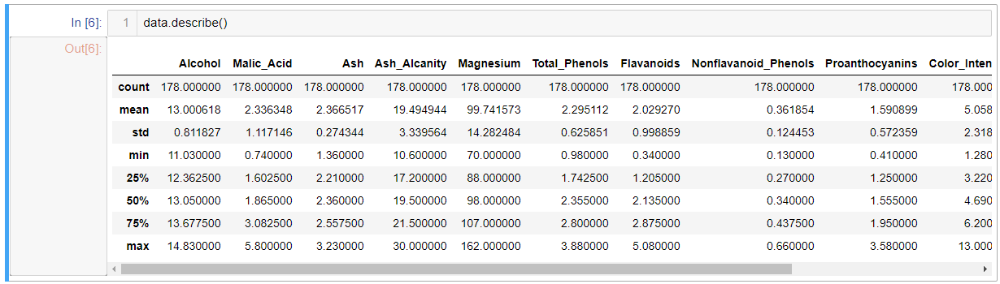 In [6]: 1 data.describe()
Out[6]:
Alcohol Malic_Acid Ash Ash_Alcanity Magnesium Total_Phenols Flavanoids Nonflavanoid_Phenols Proanthocyanins Color_Inten
count 178.000000 178.000000 178.000000 178.000000 178.000000 178.000000 178.000000 178.000000 178.000000 178.000
mean 13.000618 2.336348 2.366517 19.494944 99.741573 2.295112 2.029270 0.361854 1.590899 5.058
std 0.811827 1.117146 0.274344 3.339564 14.282484 0.625851 0.998859 0.124453 0.572359 2.318
min 11.030000 0.740000 1.360000 10.600000 70.000000 0.980000 0.340000 0.130000 0.410000 1.280
25% 12.362500 1.602500 2.210000 17.200000 88.000000 1.742500 1.205000 0.270000 1.250000 3.220
50% 13.050000 1.865000 2.360000 19.500000 98.000000 2.355000 2.135000 0.340000 1.555000 4.690
75% 13.677500 3.082500 2.557500 21.500000 107.000000 2.800000 2.875000 0.437500 1.950000 6.200
max 14.830000 5.800000 3.230000 30.000000 162.000000 3.880000 5.080000 0.660000 3.580000 13.000